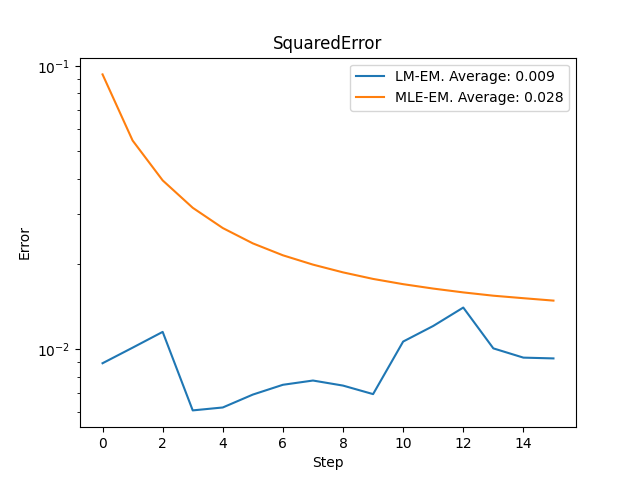 SquaredError
LM-EM. Average: 0.009
MLE-EM. Average: 0.028
10^{-1}
10^{-2}
Error
0 2 4 6 8 10 12 14
Step